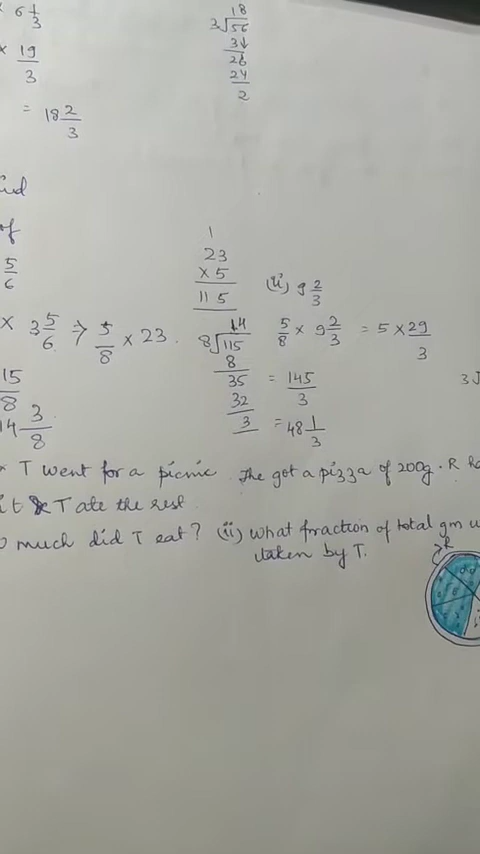 × 6 1/3
18
3√56
3↓
26
24
2
× 19/3
= 18 2/3
find
of
5/6
1
23
×5
115
(ii) 9 2/3
× 3 5/6 ⇒ 5/8 × 23.
14
8√115
8
35
32
3
5/8 × 9 2/3 = 5 × 29/3
= 145/3
= 48 1/3
15/8
14 3/8
3√
T went for a picnic. The got a pizza of 200g. R
it & T ate the rest
much did T eat? (ii) what fraction of total gm
taken by T.
R